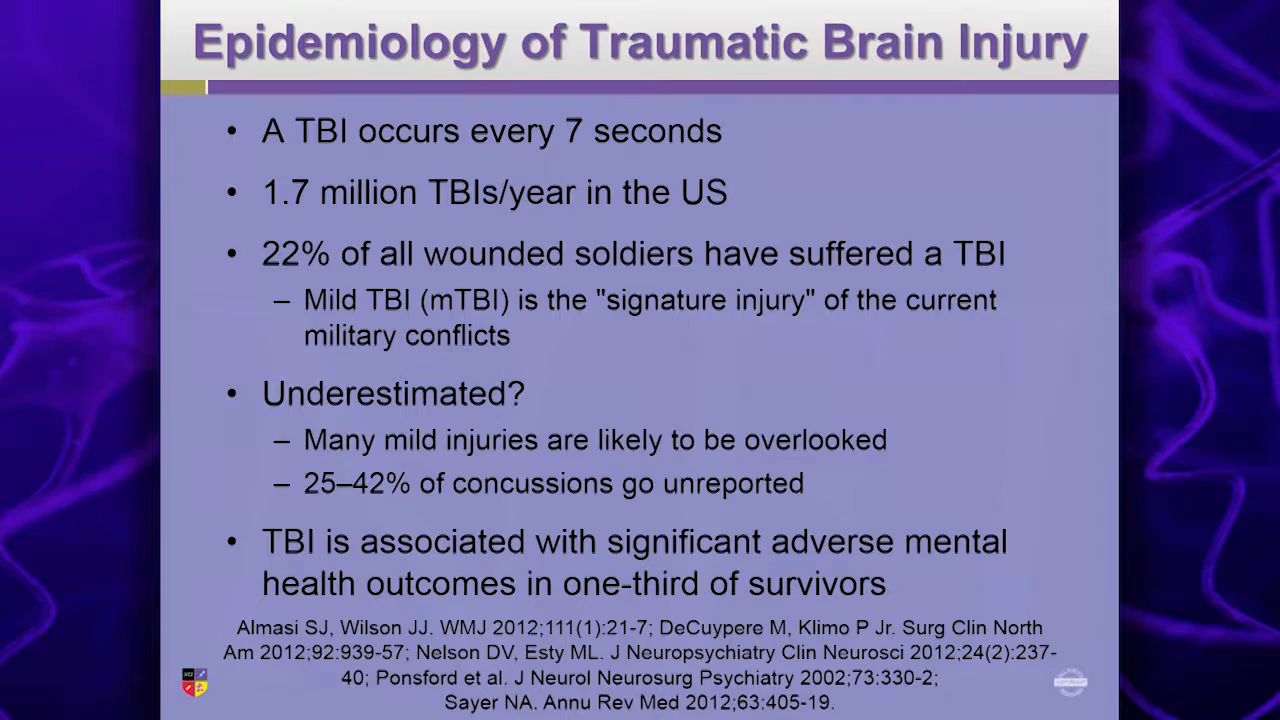 Epidemiology of Traumatic Brain Injury
• A TBI occurs every 7 seconds
• 1.7 million TBIs/year in the US
• 22% of all wounded soldiers have suffered a TBI
– Mild TBI (mTBI) is the "signature injury" of the current
military conflicts
• Underestimated?
– Many mild injuries are likely to be overlooked
– 25–42% of concussions go unreported
• TBI is associated with significant adverse mental
health outcomes in one-third of survivors
Almasi SJ, Wilson JJ. WMJ 2012;111(1):21-7; DeCuypere M, Klimo P Jr. Surg Clin North
Am 2012;92:939-57; Nelson DV, Esty ML. J Neuropsychiatry Clin Neurosci 2012;24(2):237-
40; Ponsford et al. J Neurol Neurosurg Psychiatry 2002;73:330-2;
Sayer NA. Annu Rev Med 2012;63:405-19.